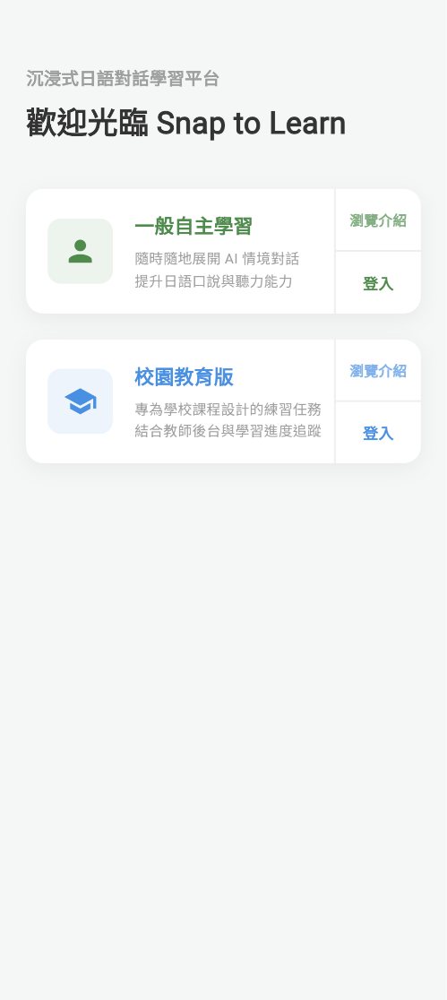 沉浸式日語對話學習平台
歡迎光臨 Snap to Learn
一般自主學習
隨時隨地展開 AI 情境對話
提升日語口說與聽力能力
瀏覽介紹
登入
校園教育版
專為學校課程設計的練習任務
結合教師後台與學習進度追蹤
瀏覽介紹
登入